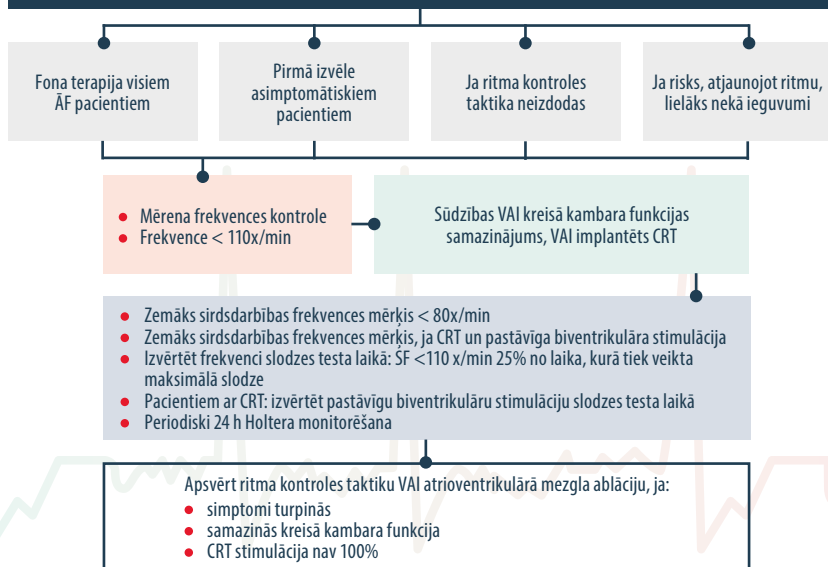 Fona terapija visiem
ĀF pacientiem
Pirmā izvēle
asimptomātiskiem
pacientiem
Ja ritma kontroles
taktika neizdodas
Ja risks, atjaunojot ritmu,
lielāks nekā ieguvumi
Mērena frekvences kontrole
Frekvence < 110x/min
Sūdzības VAI kreisā kambara funkcijas
samazinājums, VAI implantēts CRT
Zemāks sirdsdarbības frekvences mērķis < 80x/min
Zemāks sirdsdarbības frekvences mērķis, ja CRT un pastāvīga biventrikulāra stimulācija
Izvērtēt frekvenci slodzes testa laikā: SF <110 x/min 25% no laika, kurā tiek veikta
maksimālā slodze
Pacientiem ar CRT: izvērtēt pastāvīgu biventrikulāru stimulāciju slodzes testa laikā
Periodiski 24 h Holtera monitorēšana
Apsvērt ritma kontroles taktiku VAI atrioventrikulārā mezgla ablāciju, ja:
simptomi turpinās
samazinās kreisā kambara funkcija
CRT stimulācija nav 100%